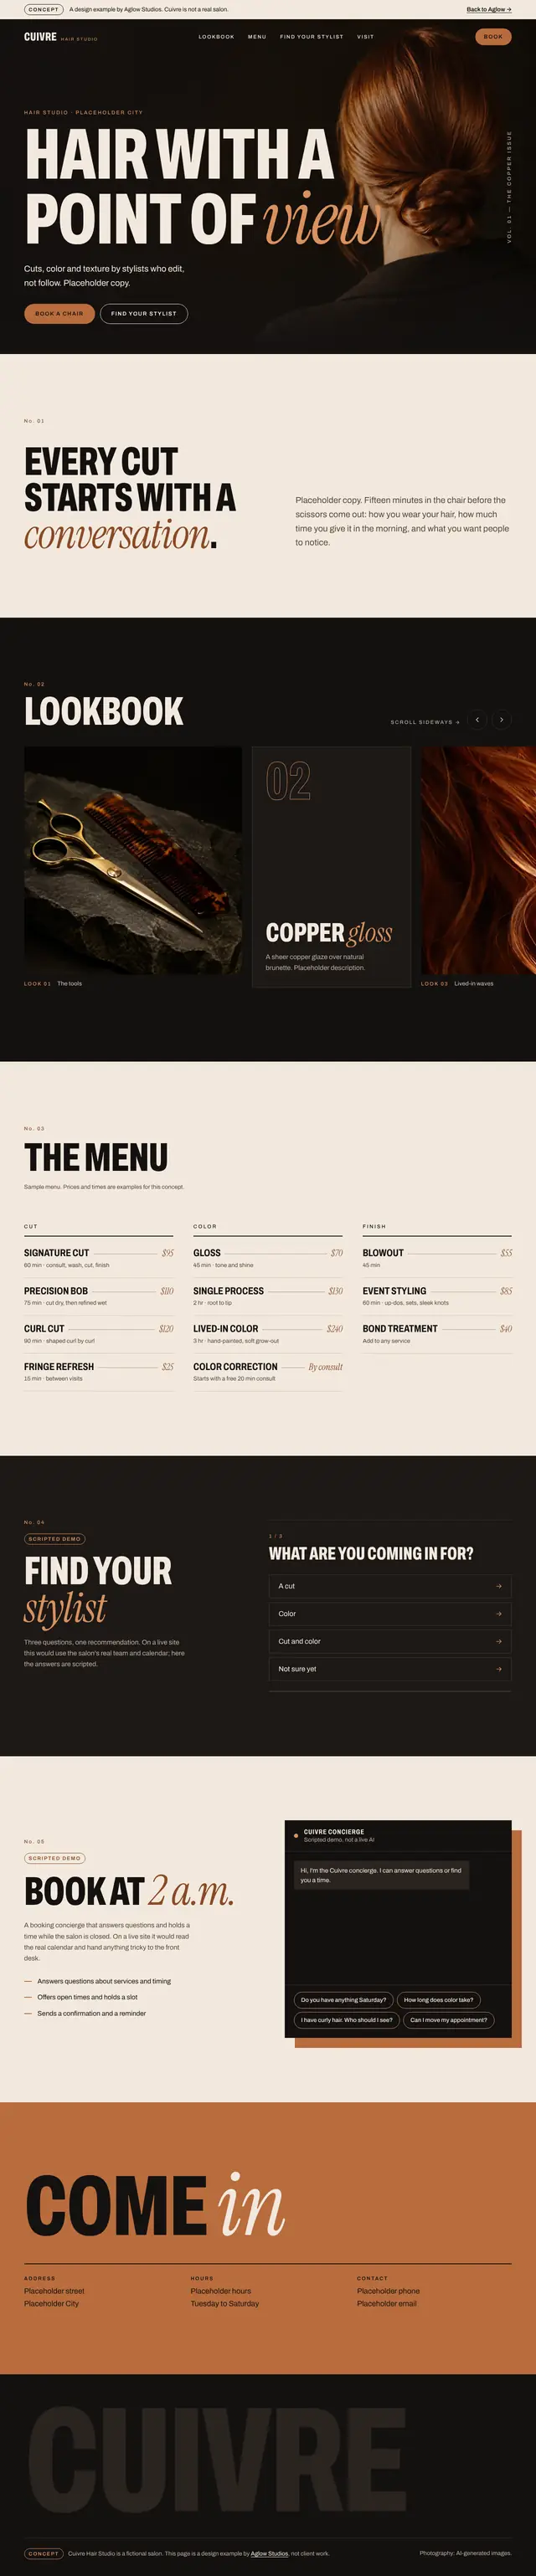 CONCEPT A design example by Aglow Studios. Cuivre is not a real salon. Back to Aglow →
CUIVRE HAIR STUDIO LOOKBOOK MENU FIND YOUR STYLIST VISIT BOOK
HAIR STUDIO · PLACEHOLDER CITY
HAIR WITH A
POINT OF view
VOL. 01 — THE COPPER ISSUE
Cuts, color and texture by stylists who edit,
not follow. Placeholder copy.
BOOK A CHAIR FIND YOUR STYLIST
No. 01
EVERY CUT
STARTS WITH A
conversation.
Placeholder copy. Fifteen minutes in the chair before the
scissors come out: how you wear your hair, how much
time you give it in the morning, and what you want people
to notice.
No. 02
LOOKBOOK
SCROLL SIDEWAYS →
02
COPPER gloss
A sheer copper glaze over natural
brunette. Placeholder description.
LOOK 01 The tools
LOOK 03 Lived-in waves
No. 03
THE MENU
Sample menu. Prices and times are examples for this concept.
CUT
SIGNATURE CUT $95
60 min · consult, wash, cut, finish
PRECISION BOB $110
75 min · cut dry, then refined wet
CURL CUT $120
90 min · shaped curl by curl
FRINGE REFRESH $25
15 min · between visits
COLOR
GLOSS $70
45 min · tone and shine
SINGLE PROCESS $130
2 hr · root to tip
LIVED-IN COLOR $240
3 hr · hand-painted, soft grow-out
COLOR CORRECTION By consult
Starts with a free 20 min consult
FINISH
BLOWOUT $55
45 min
EVENT STYLING $85
60 min · up-dos, sets, sleek knots
BOND TREATMENT $40
Add to any service
No. 04
SCRIPTED DEMO
FIND YOUR
stylist
Three questions, one recommendation. On a live site
this would use the salon's real team and calendar; here
the answers are scripted.
1 / 3
WHAT ARE YOU COMING IN FOR?
A cut →
Color →
Cut and color →
Not sure yet →
No. 05
SCRIPTED DEMO
BOOK AT 2 a.m.
A booking concierge that answers questions and holds a
time while the salon is closed. On a live site it would read
the real calendar and hand anything tricky to the front
desk.
— Answers questions about services and timing
— Offers open times and holds a slot
— Sends a confirmation and a reminder
CUIVRE CONCIERGE
Scripted demo, not a live AI
Hi, I'm the Cuivre concierge. I can answer questions or find
you a time.
Do you have anything Saturday? How long does color take?
I have curly hair. Who should I see? Can I move my appointment?
COME in
ADDRESS
Placeholder street
Placeholder City
HOURS
Placeholder hours
Tuesday to Saturday
CONTACT
Placeholder phone
Placeholder email
CUIVRE
CONCEPT Cuivre Hair Studio is a fictional salon. This page is a design example by Aglow Studios, not client work. Photography: AI-generated images.